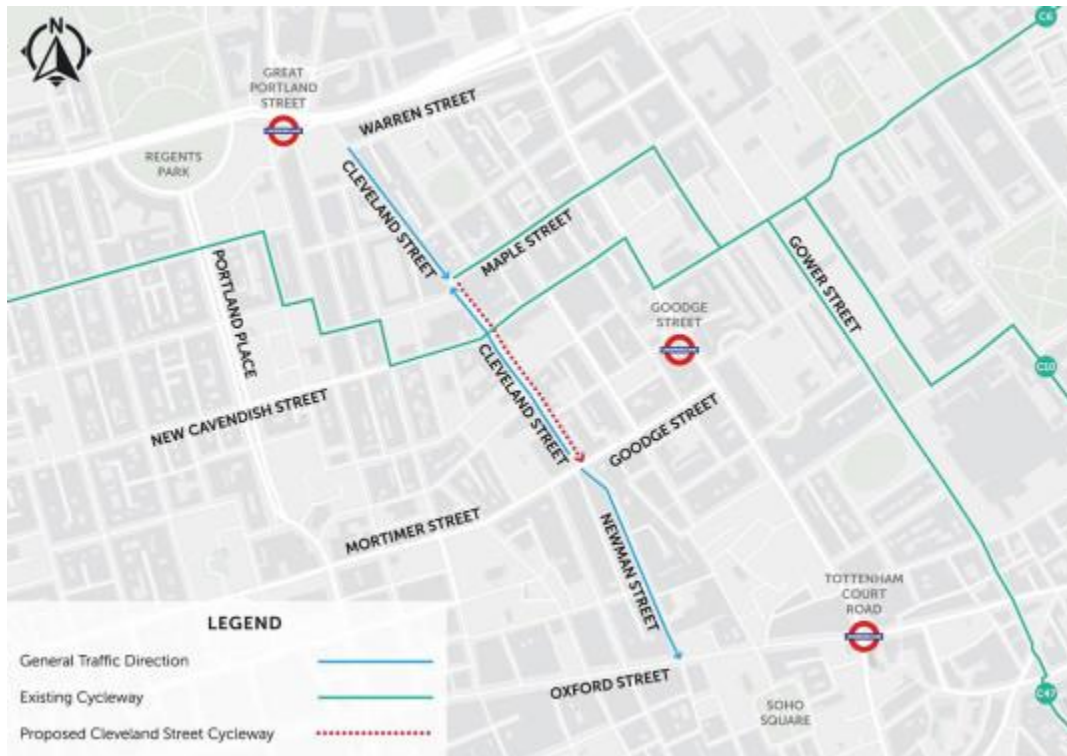 N
C6
GREAT
PORTLAND
STREET
WARREN STREET
REGENTS
PARK
CLEVELAND STREET
MAPLE STREET
PORTLAND PLACE
GOWER STREET
GOODGE
STREET
C10
CLEVELAND STREET
NEW CAVENDISH STREET
GOODGE STREET
MORTIMER STREET
NEWMAN STREET
TOTTENHAM
COURT
ROAD
OXFORD STREET
SOHO
SQUARE
C47
LEGEND
General Traffic Direction
Existing Cycleway
Proposed Cleveland Street Cycleway